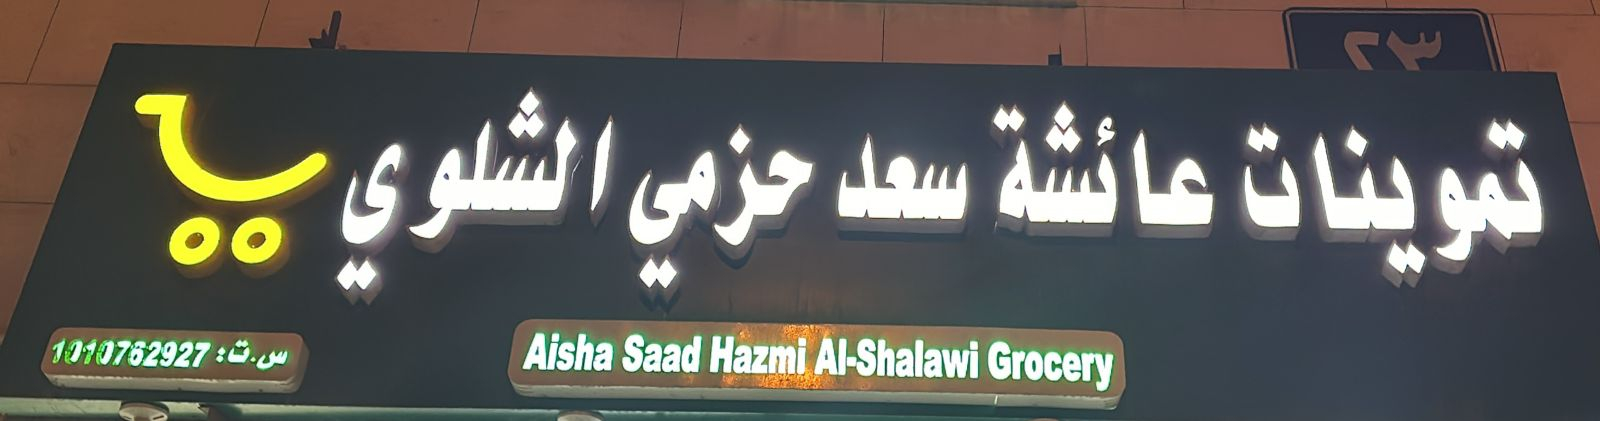 ٢٣
تموينات عائشة سعد حزمي الشلوي
Aisha Saad Hazmi Al-Shalawi Grocery
س.ت: 1010762927